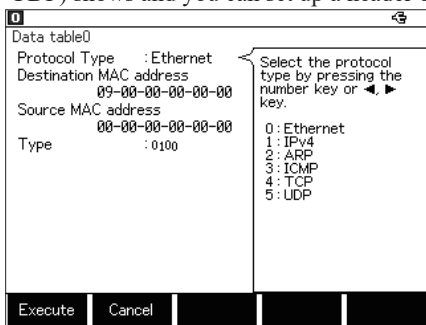 ) shows and you can set up a header
0
Data table0
Protocol Type :Ethernet
Destination MAC address
09-00-00-00-00-00
Source MAC address
00-00-00-00-00-00
Type :0100
Select the protocol
type by pressing the
number key or ◄, ►
key.
0:Ethernet
1:IPv4
2:ARP
3:ICMP
4:TCP
5:UDP
Execute Cancel